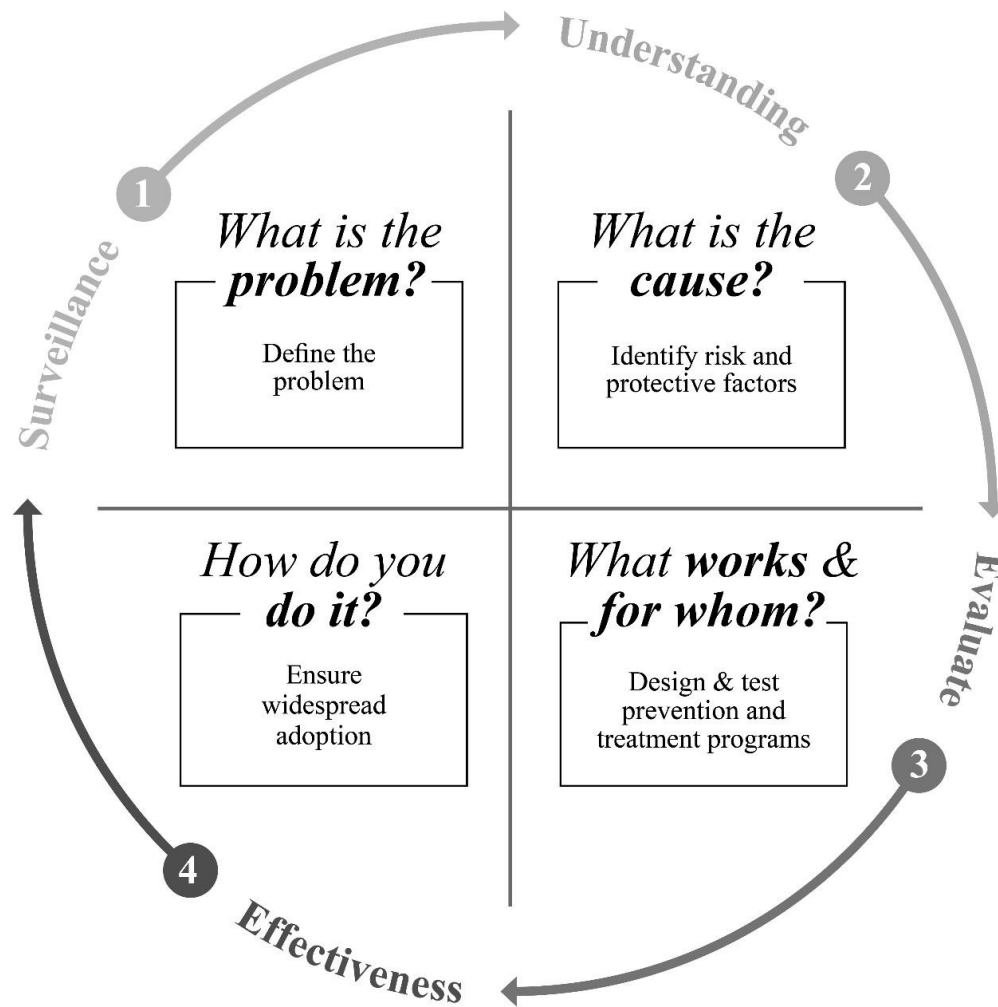 Surveillance
1
What is the
problem?
Define the
problem
Understanding
2
What is the
cause?
Identify risk and
protective factors
Evaluate
3
What works &
for whom?
Design & test
prevention and
treatment programs
Effectiveness
4
How do you
do it?
Ensure
widespread
adoption